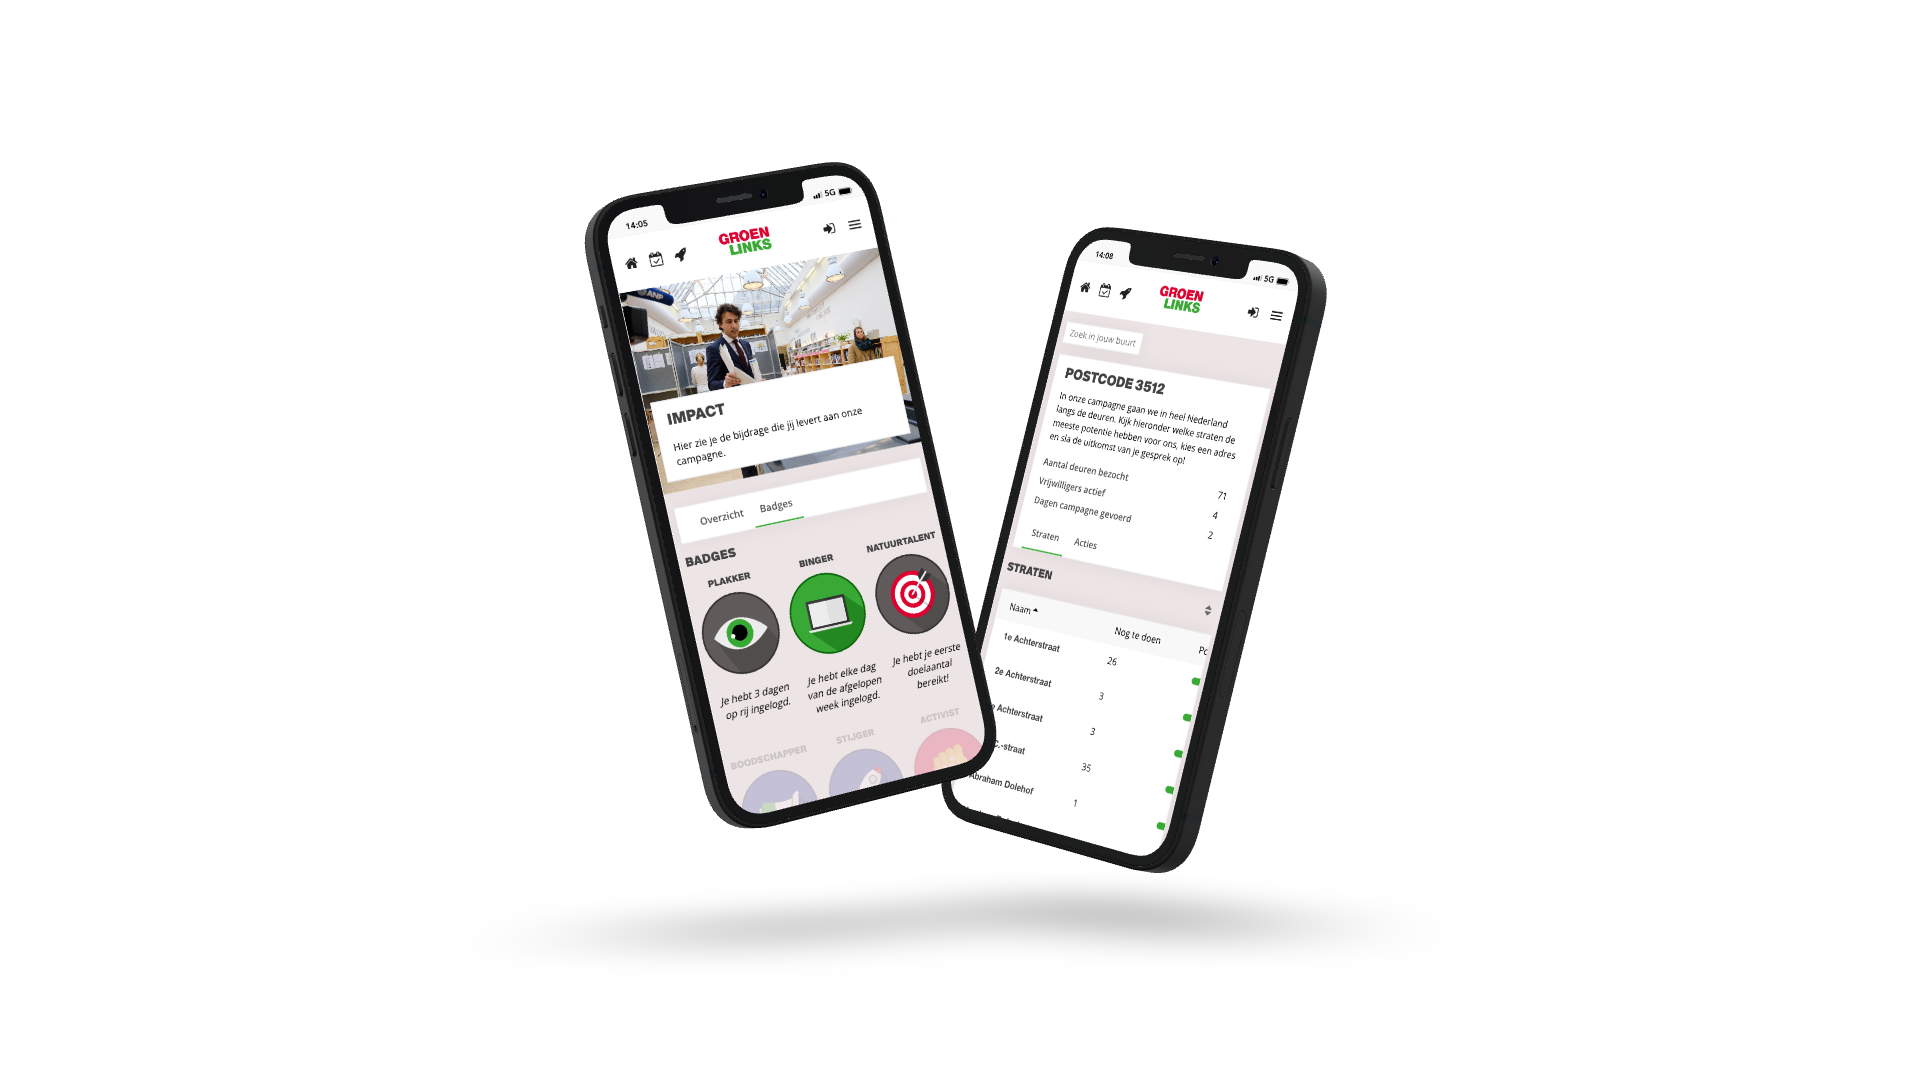 14:05
5G
GROEN
LINKS
ANP
IMPACT
Hier zie je de bijdrage die jij levert aan onze
campagne.
Overzicht Badges
BADGES
PLAKKER
BINGER
NATUURTALENT
Je hebt 3 dagen
op rij ingelogd.
Je hebt elke dag
van de afgelopen
week ingelogd.
Je hebt je eerste
doelaantal
bereikt!
BOODSCHAPPER
STIJGER
ACTIVIST
14:08
5G
GROEN
LINKS
Zoek in jouw buurt
POSTCODE 3512
In onze campagne gaan we in heel Nederland
langs de deuren. Kijk hieronder welke straten de
meeste potentie hebben voor ons, kies een adres
en sla de uitkomst van je gesprek op!
Aantal deuren bezocht 71
Vrijwilligers actief 4
Dagen campagne gevoerd 2
Straten Acties
STRATEN
Naam Nog te doen Po
1e Achterstraat 26
2e Achterstraat 3
e Achterstraat 3
C.-straat 35
Abraham Dolehof 1